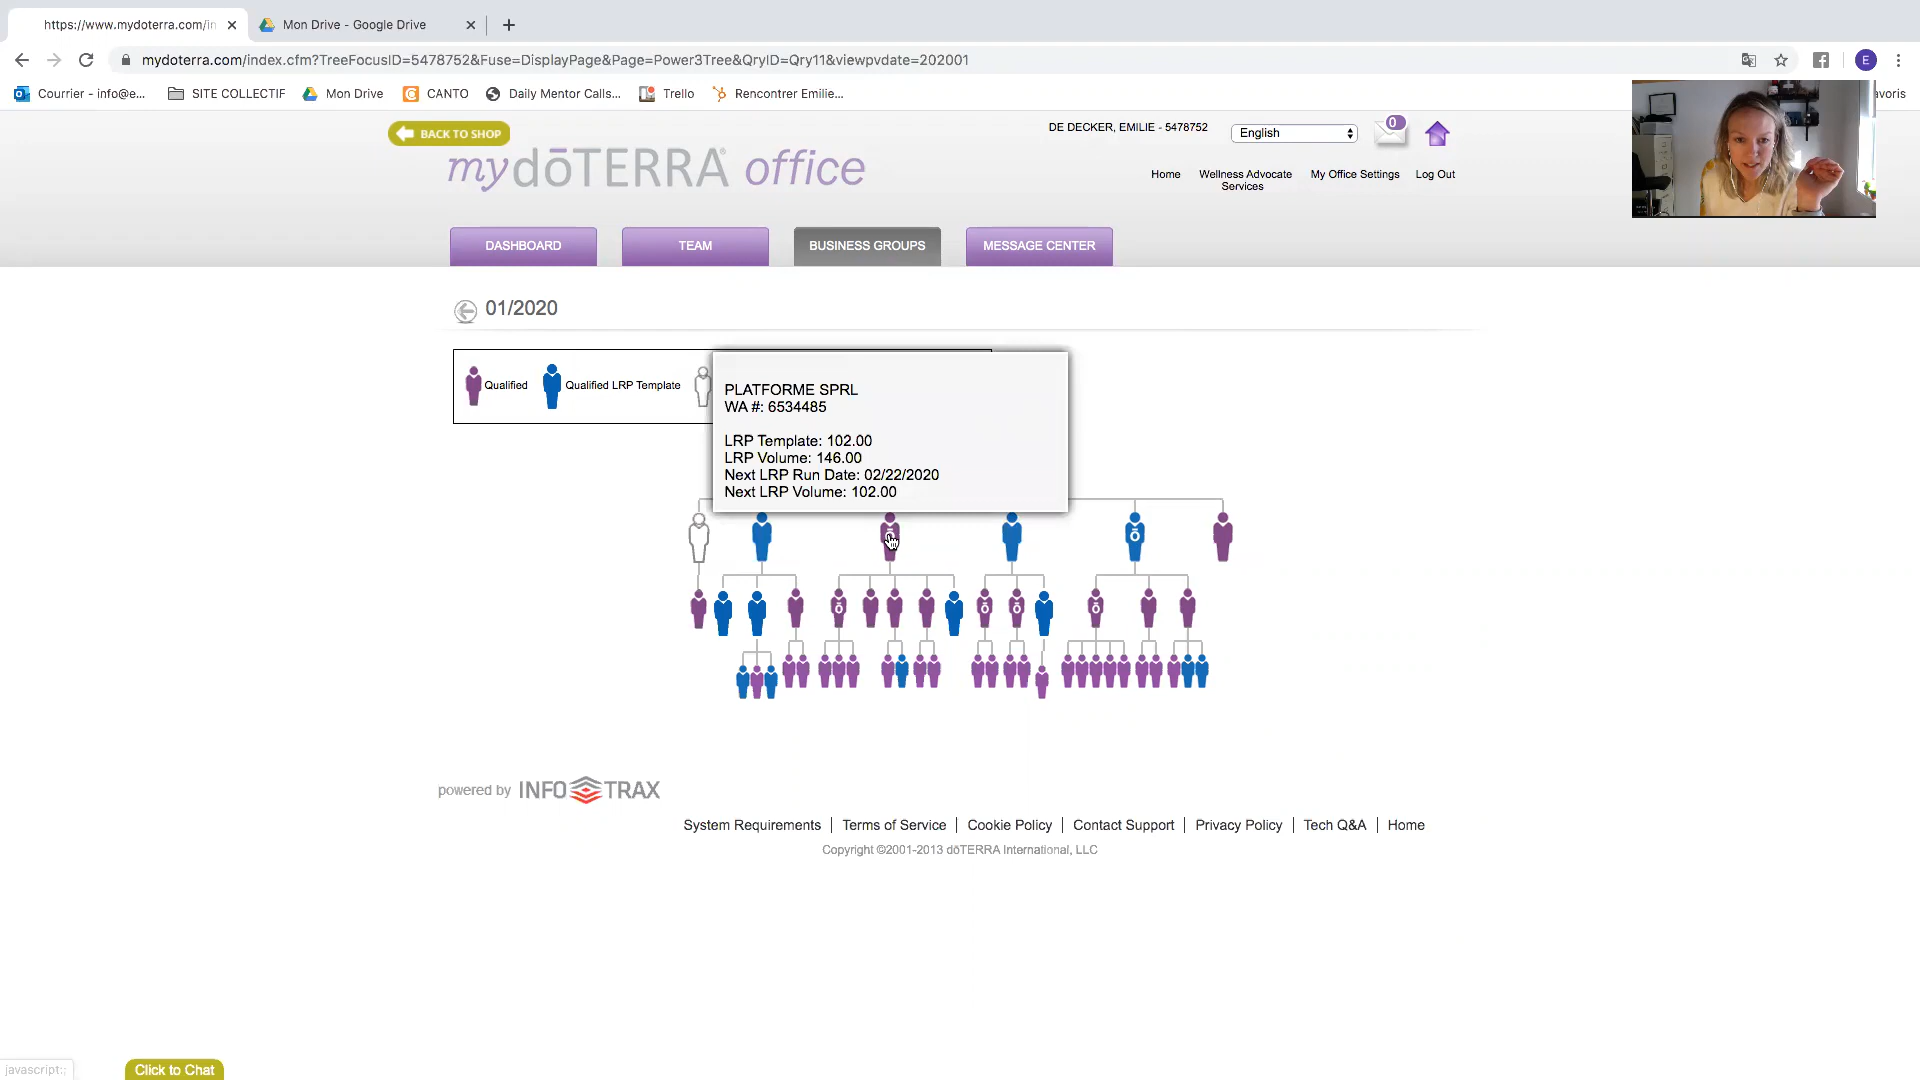 https://www.mydoterra.com/in
Mon Drive - Google Drive
mydoterra.com/index.cfm?TreeFocusID=5478752&Fuse=DisplayPage&Page=Power3Tree&QryID=Qry11&viewpvdate=202001
E
Courrier - info@e...
SITE COLLECTIF
Mon Drive
CANTO
Daily Mentor Calls...
Trello
Rencontrer Emilie...
avoris
BACK TO SHOP
DE DECKER, EMILIE - 5478752
English
0
mydōTERRA® office
Home
Wellness Advocate Services
My Office Settings
Log Out
DASHBOARD
TEAM
BUSINESS GROUPS
MESSAGE CENTER
01/2020
Qualified
Qualified LRP Template
PLATFORME SPRL
WA #: 6534485
LRP Template: 102.00
LRP Volume: 146.00
Next LRP Run Date: 02/22/2020
Next LRP Volume: 102.00
ō
ō
ō
ō
ō
powered by INFOTRAX
System Requirements
Terms of Service
Cookie Policy
Contact Support
Privacy Policy
Tech Q&A
Home
Copyright ©2001-2013 dōTERRA International, LLC
javascript:;
Click to Chat